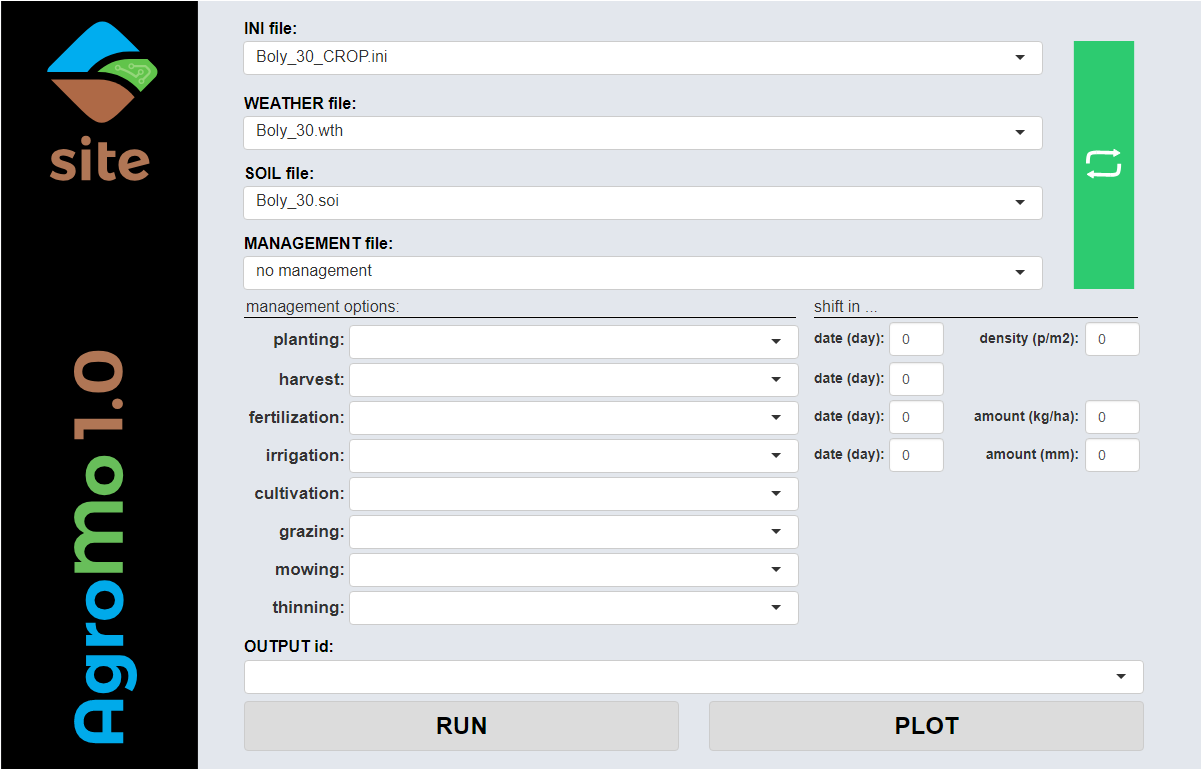 site
AgroMo 1.0
INI file:
Boly_30_CROP.ini
WEATHER file:
Boly_30.wth
SOIL file:
Boly_30.soi
MANAGEMENT file:
no management
management options:
shift in ...
planting:
date (day): 0 density (p/m2): 0
harvest:
date (day): 0
fertilization:
date (day): 0 amount (kg/ha): 0
irrigation:
date (day): 0 amount (mm): 0
cultivation:
grazing:
mowing:
thinning:
OUTPUT id:
RUN
PLOT